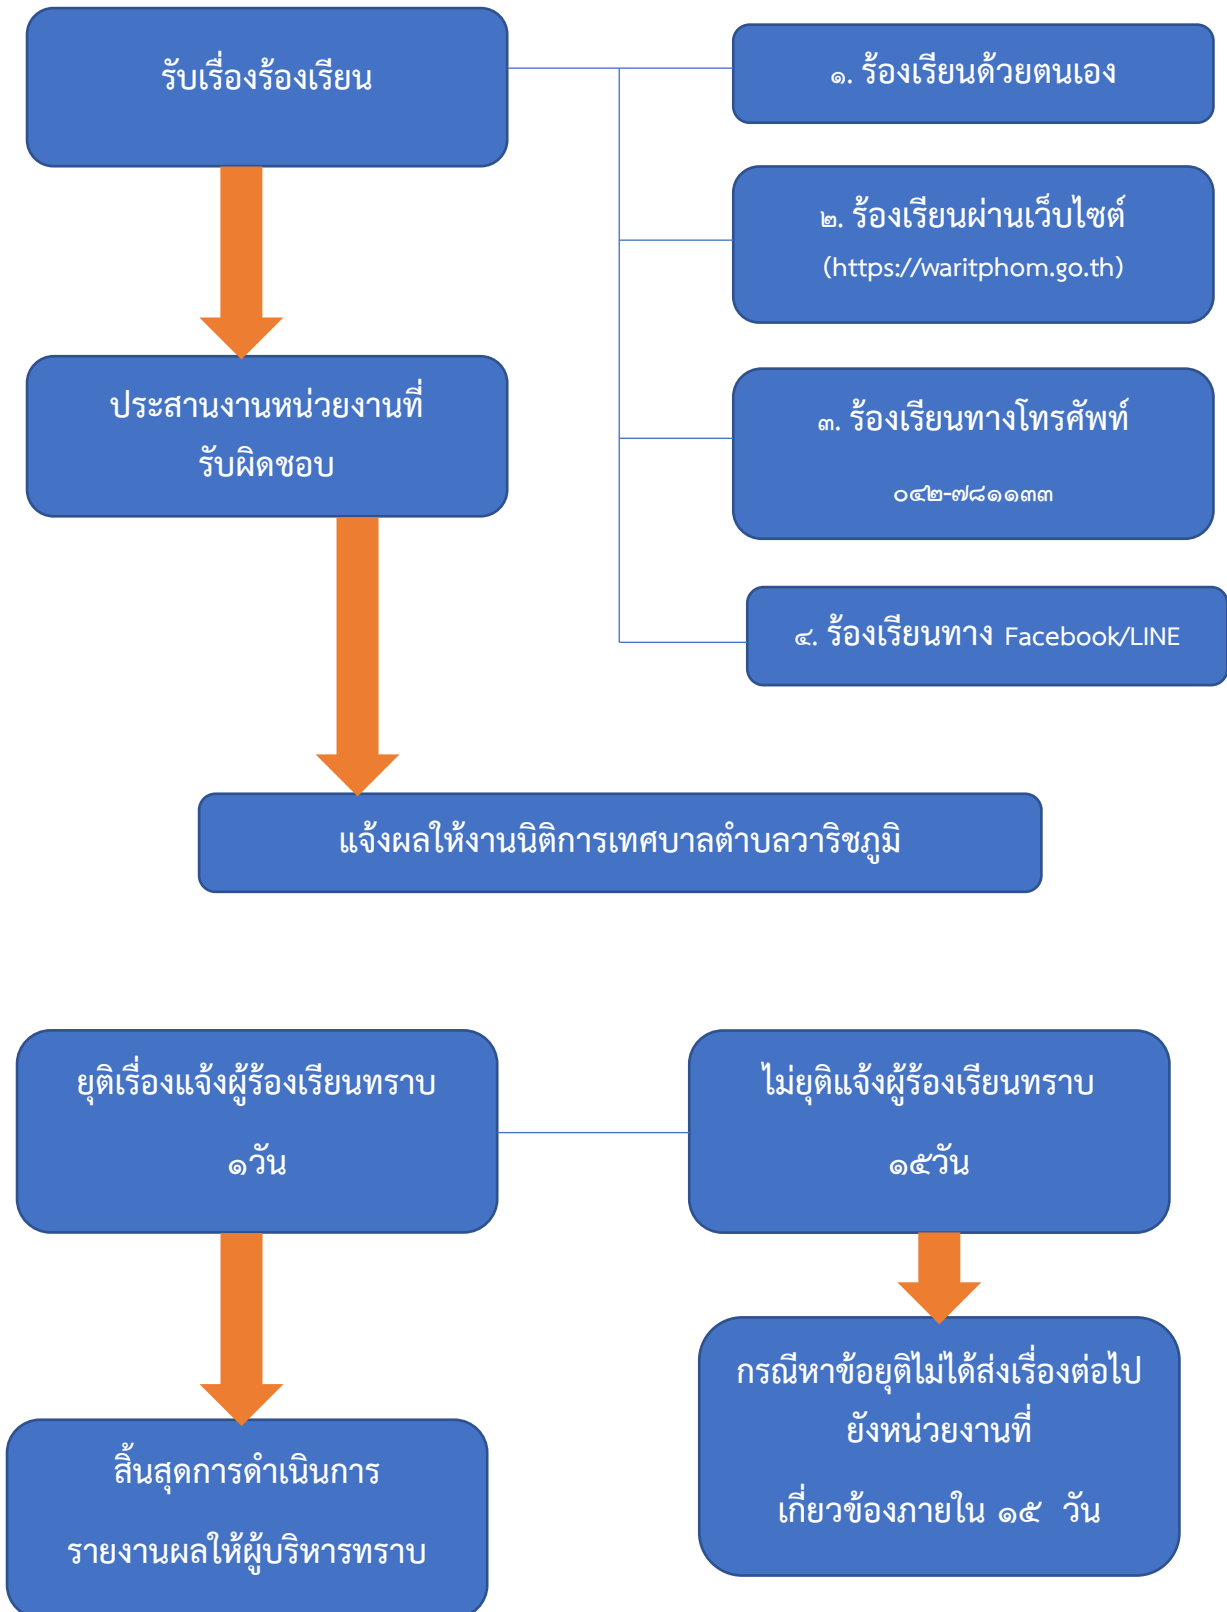 รับเรื่องร้องเรียน
๑. ร้องเรียนด้วยตนเอง
๒. ร้องเรียนผ่านเว็บไซต์
(https://waritphom.go.th)
ประสานงานหน่วยงานที่
รับผิดชอบ
๓. ร้องเรียนทางโทรศัพท์
๐๔๒-๗๘๑๑๓๓
๔. ร้องเรียนทาง Facebook/LINE
แจ้งผลให้งานนิติการเทศบาลตำบลวาริชภูมิ
ยุติเรื่องแจ้งผู้ร้องเรียนทราบ
๑วัน
ไม่ยุติแจ้งผู้ร้องเรียนทราบ
๑๕วัน
กรณีหาข้อยุติไม่ได้ส่งเรื่องต่อไป
ยังหน่วยงานที่
เกี่ยวข้องภายใน ๑๕ วัน
สิ้นสุดการดำเนินการ
รายงานผลให้ผู้บริหารทราบ